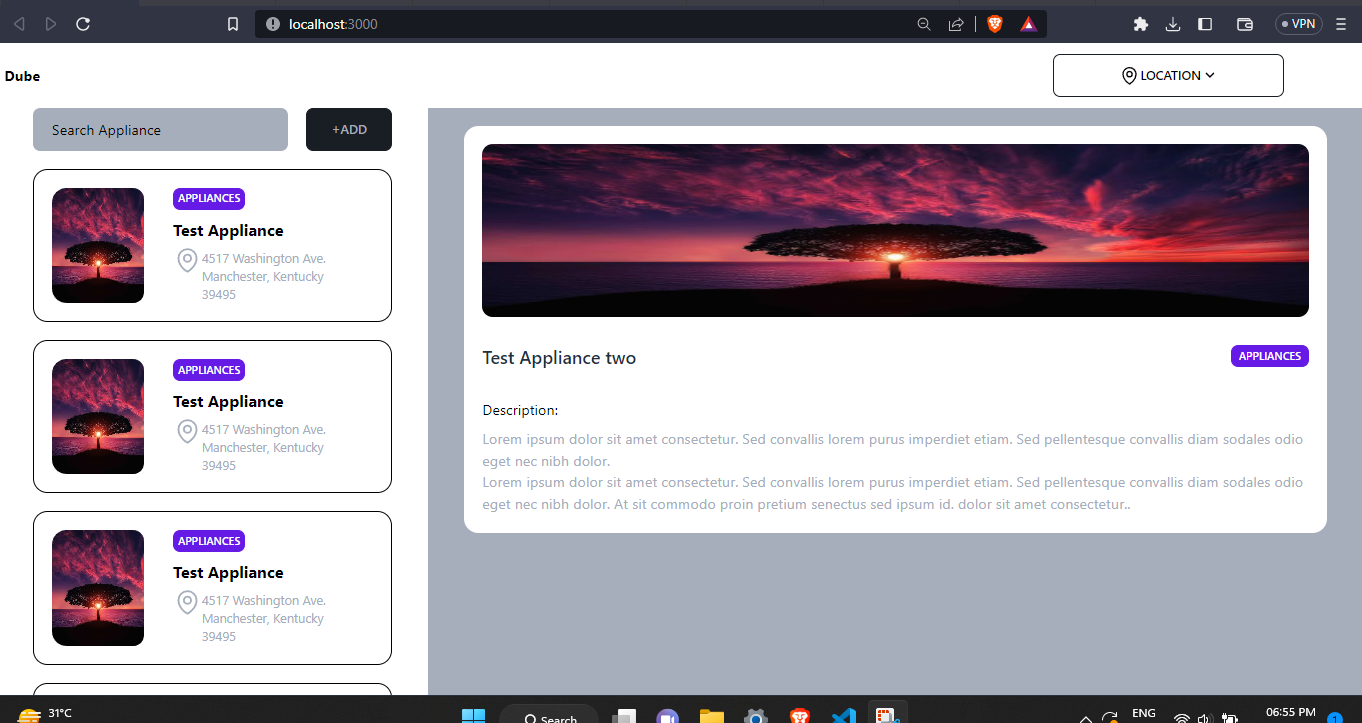 localhost:3000
VPN
Dube
LOCATION
Search Appliance
+ADD
APPLIANCES
Test Appliance
4517 Washington Ave.
Manchester, Kentucky
39495
APPLIANCES
Test Appliance
4517 Washington Ave.
Manchester, Kentucky
39495
APPLIANCES
Test Appliance
4517 Washington Ave.
Manchester, Kentucky
39495
Test Appliance two
APPLIANCES
Description:
Lorem ipsum dolor sit amet consectetur. Sed convallis lorem purus imperdiet etiam. Sed pellentesque convallis diam sodales odio
eget nec nibh dolor.
Lorem ipsum dolor sit amet consectetur. Sed convallis lorem purus imperdiet etiam. Sed pellentesque convallis diam sodales odio
eget nec nibh dolor. At sit commodo proin pretium senectus sed ipsum id. dolor sit amet consectetur..
31°C
Search
ENG
06:55 PM
1